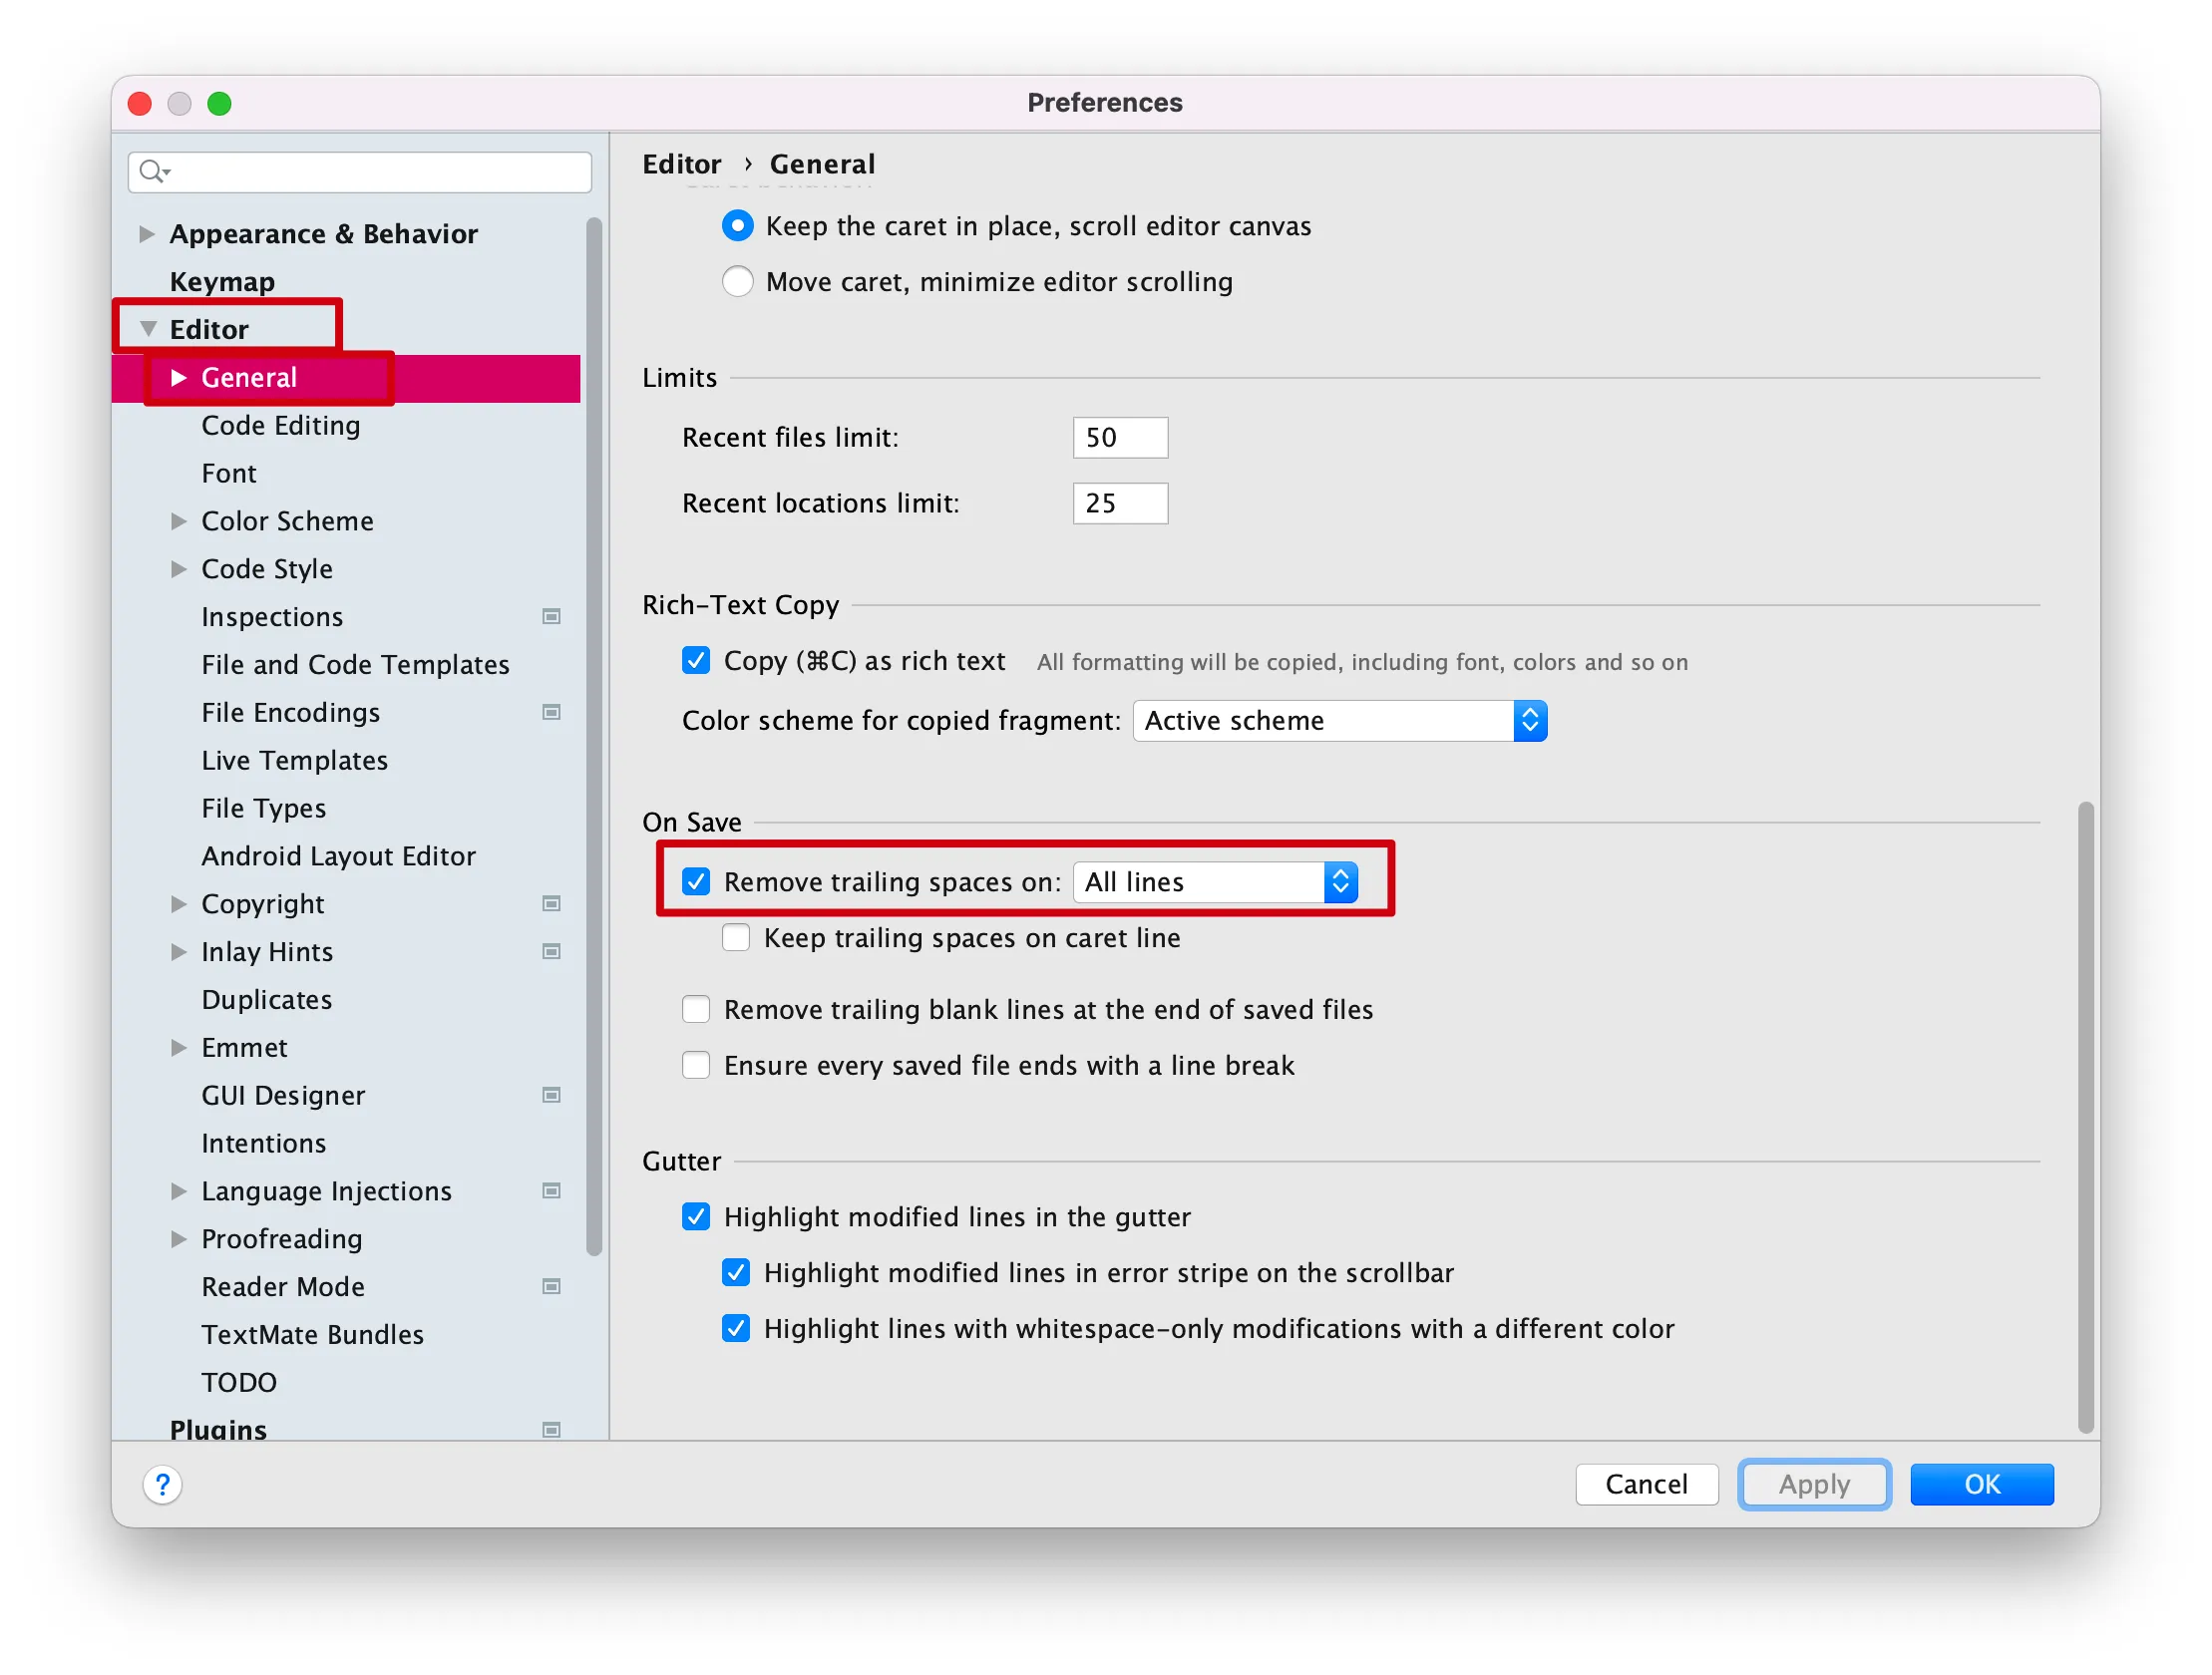 Preferences
Appearance & Behavior
Keymap
Editor
General
Code Editing
Font
Color Scheme
Code Style
Inspections
File and Code Templates
File Encodings
Live Templates
File Types
Android Layout Editor
Copyright
Inlay Hints
Duplicates
Emmet
GUI Designer
Intentions
Language Injections
Proofreading
Reader Mode
TextMate Bundles
TODO
Plugins
Editor › General
Keep the caret in place, scroll editor canvas
Move caret, minimize editor scrolling
Limits
Recent files limit: 50
Recent locations limit: 25
Rich-Text Copy
Copy (⌘C) as rich text All formatting will be copied, including font, colors and so on
Color scheme for copied fragment: Active scheme
On Save
Remove trailing spaces on: All lines
Keep trailing spaces on caret line
Remove trailing blank lines at the end of saved files
Ensure every saved file ends with a line break
Gutter
Highlight modified lines in the gutter
Highlight modified lines in error stripe on the scrollbar
Highlight lines with whitespace-only modifications with a different color
?
Cancel
Apply
OK